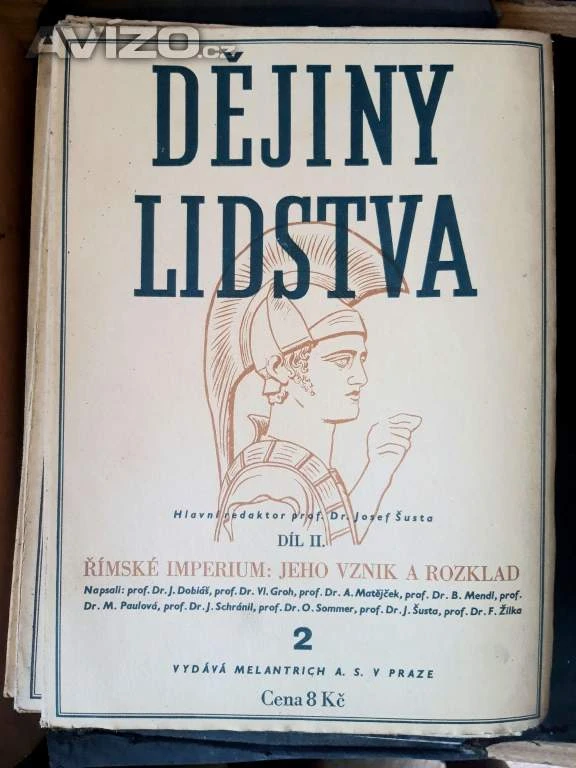 AVIZO.cz
DĚJINY
LIDSTVA
Hlavní redaktor prof. Dr. Josef Šusta
DÍL II.
ŘÍMSKÉ IMPERIUM: JEHO VZNIK A ROZKLAD
Napsali: prof. Dr. J. Dobiáš, prof. Dr. Vl. Groh, prof. Dr. A. Matějček, prof. Dr. B. Mendl, prof.
Dr. M. Paulová, prof. Dr. J. Schránil, prof. Dr. O. Sommer, prof. Dr. J. Šusta, prof. Dr. F. Žilka
2
VYDÁVÁ MELANTRICH A. S. V PRAZE
Cena 8 Kč